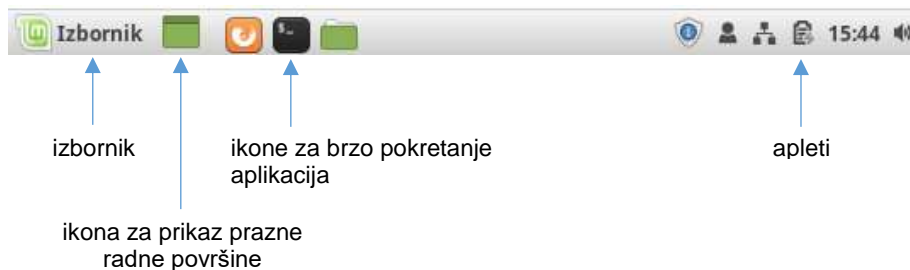 Izbornik
15:44
izbornik
ikone za brzo pokretanje
aplikacija
apleti
ikona za prikaz prazne
radne površine